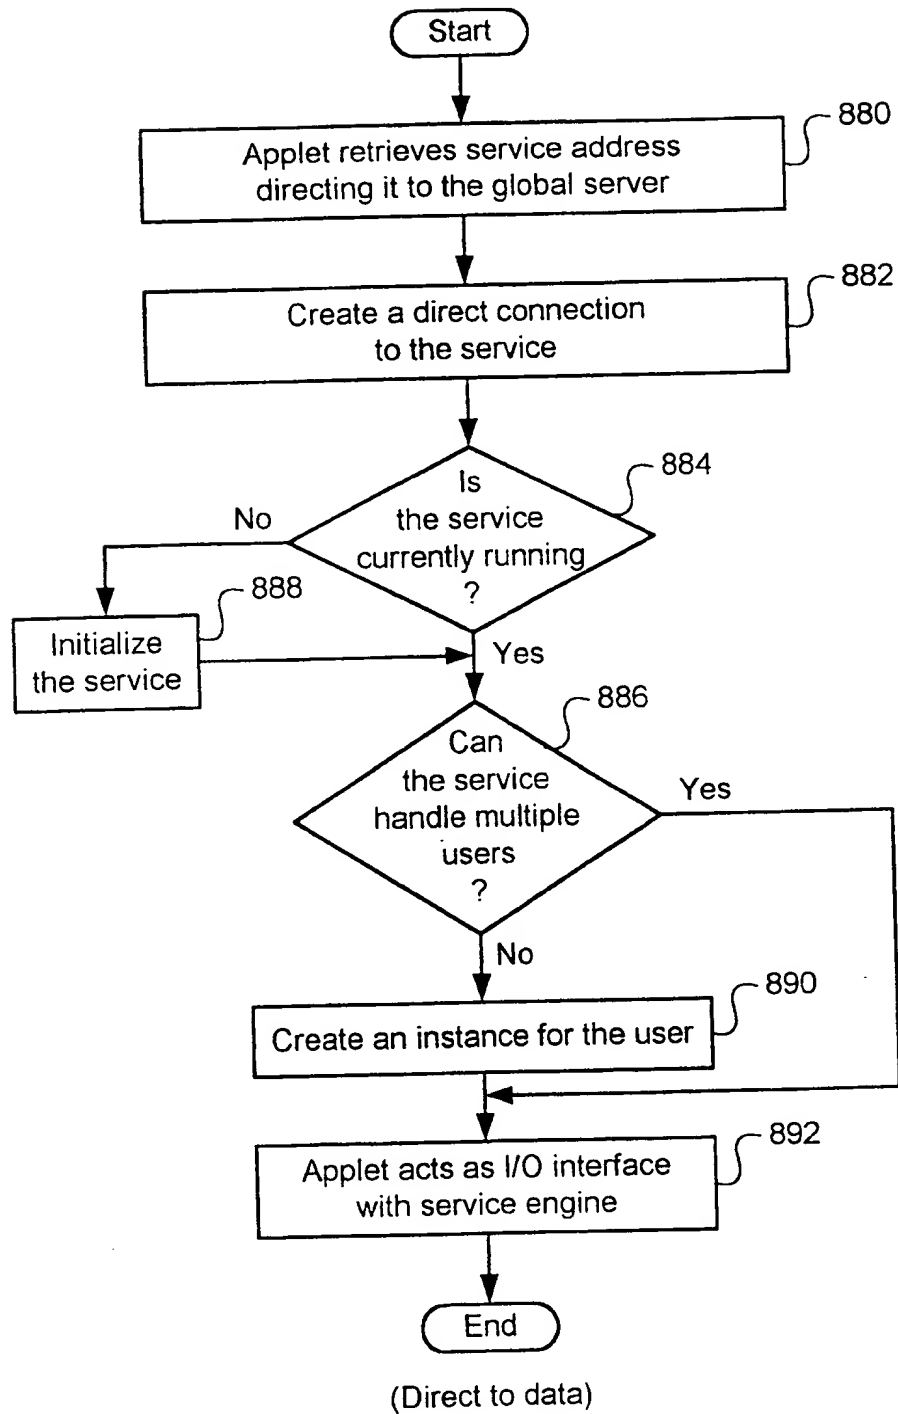 Start
880
Applet retrieves service address
directing it to the global server
882
Create a direct connection
to the service
884
Is
the service
currently running
?
No
888
Initialize
the service
Yes
886
Can
the service
handle multiple
users
?
Yes
No
890
Create an instance for the user
892
Applet acts as I/O interface
with service engine
End
(Direct to data)